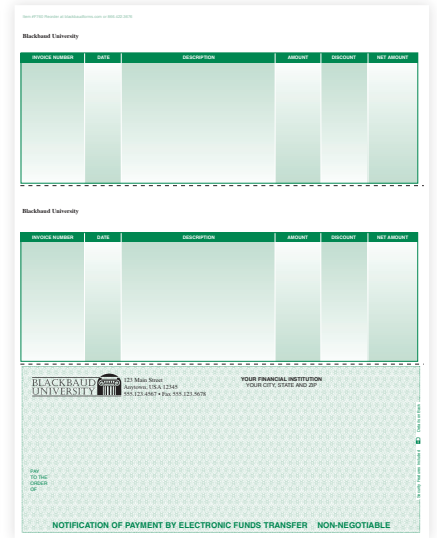 Blackbaud University
INVOICE NUMBER DATE DESCRIPTION AMOUNT DISCOUNT NET AMOUNT
Blackbaud University
INVOICE NUMBER DATE DESCRIPTION AMOUNT DISCOUNT NET AMOUNT
BLACKBAUD
UNIVERSITY
123 Main Street
Anytown, USA 12345
555.123.4567 • Fax 555.123.5678
YOUR FINANCIAL INSTITUTION
YOUR CITY, STATE AND ZIP
PAY
TO THE
ORDER
OF
NOTIFICATION OF PAYMENT BY ELECTRONIC FUNDS TRANSFER NON-NEGOTIABLE